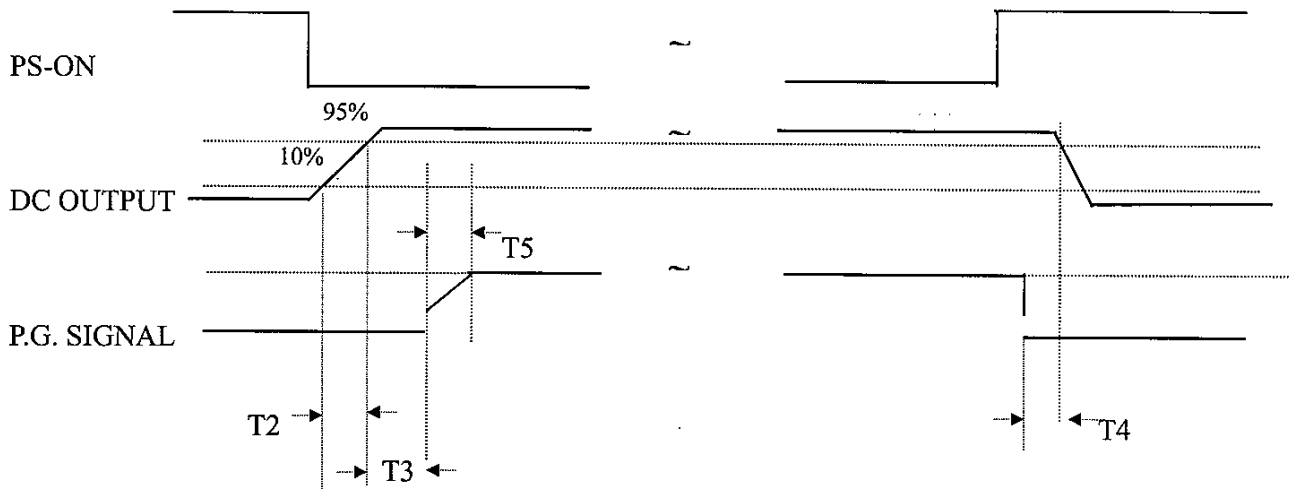 PS-ON
95%
10%
DC OUTPUT
T5
P.G. SIGNAL
T2
T4
T3